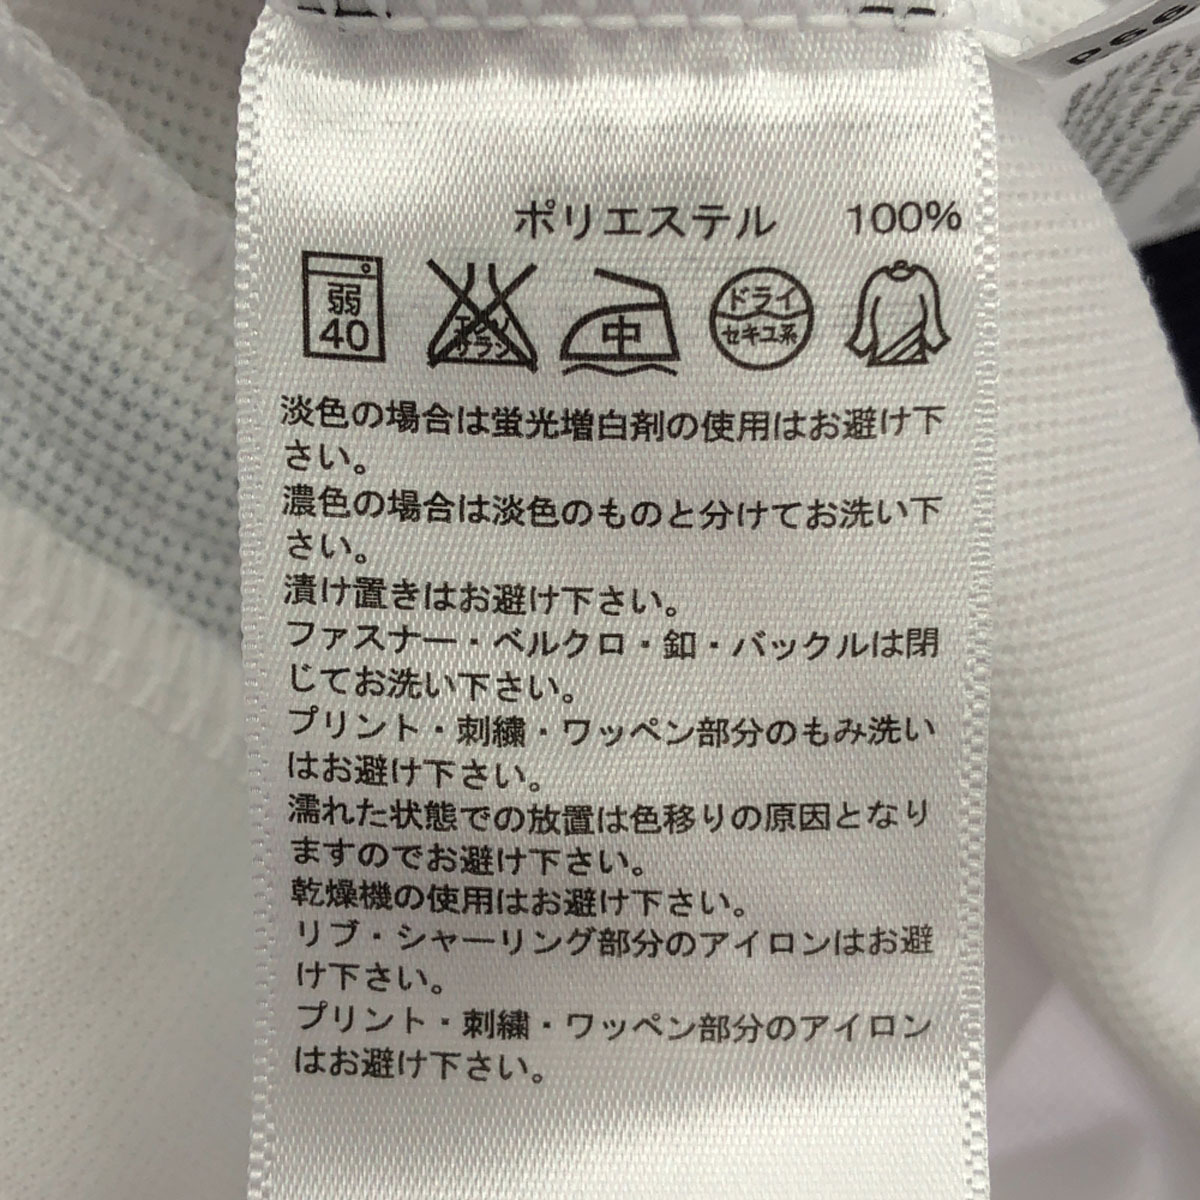 ポリエステル 100%
弱 40 エンソ サラシ 中 ドライ セキユ系
淡色の場合は蛍光増白剤の使用はお避け下
さい。
濃色の場合は淡色のものと分けてお洗い下
さい。
漬け置きはお避け下さい。
ファスナー・ベルクロ・釦・バックルは閉
じてお洗い下さい。
プリント・刺繍・ワッペン部分のもみ洗い
はお避け下さい。
濡れた状態での放置は色移りの原因となり
ますのでお避け下さい。
乾燥機の使用はお避け下さい。
リブ・シャーリング部分のアイロンはお避
け下さい。
プリント・刺繍・ワッペン部分のアイロン
はお避け下さい。